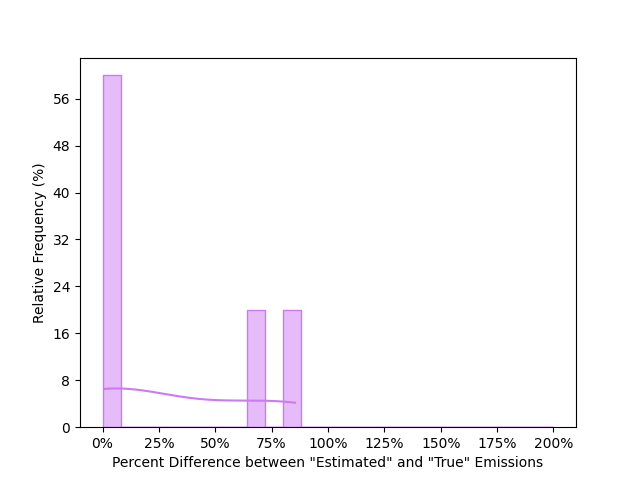 Relative Frequency (%)
56
48
40
32
24
16
8
0
0% 25% 50% 75% 100% 125% 150% 175% 200%
Percent Difference between "Estimated" and "True" Emissions